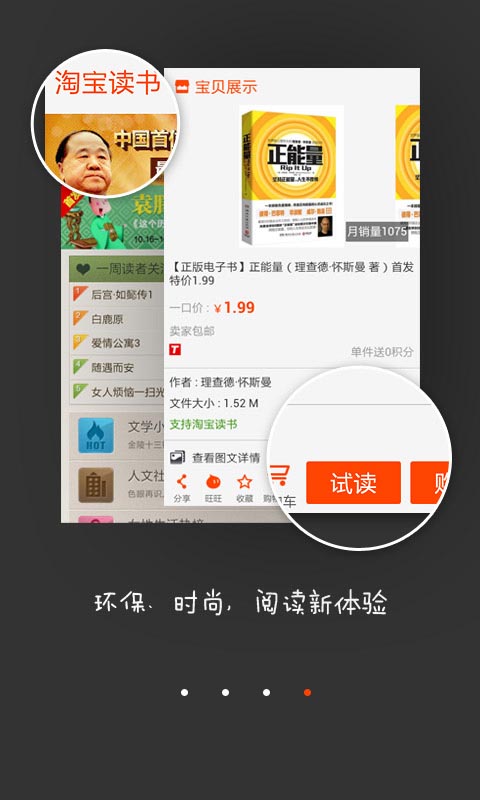 淘宝读书
宝贝展示
中国首
正能量
Rip It Up
月销量1075
10.16-1
一周读者关注
1 后宫·如懿传1
2 白鹿原
3 爱情公寓3
4 随遇而安
5 女人烦恼一扫光
【正版电子书】正能量（理查德·怀斯曼 著）首发
特价1.99
一口价：￥1.99
卖家包邮
T
单件送0积分
作者：理查德·怀斯曼
文件大小：1.52 M
支持淘宝读书
查看图文详情
分享
旺旺
收藏
购物车
试读
购
HOT
文学小
金陵十三
人文社
色眼再识
环保、时尚，阅读新体验